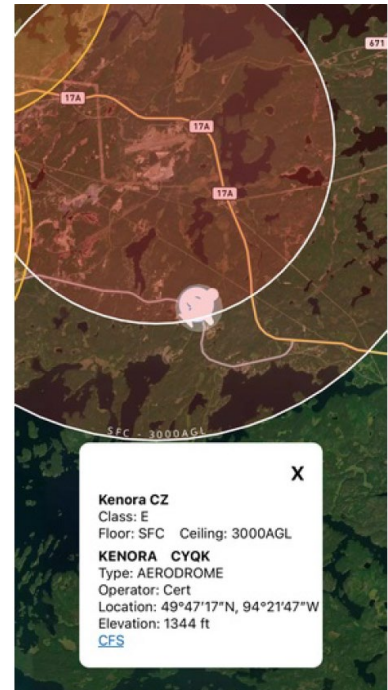 671
17A
17A
17A
SFC - 3000AGL
X
Kenora CZ
Class: E
Floor: SFC Ceiling: 3000AGL
KENORA CYQK
Type: AERODROME
Operator: Cert
Location: 49°47'17"N, 94°21'47"W
Elevation: 1344 ft
CFS